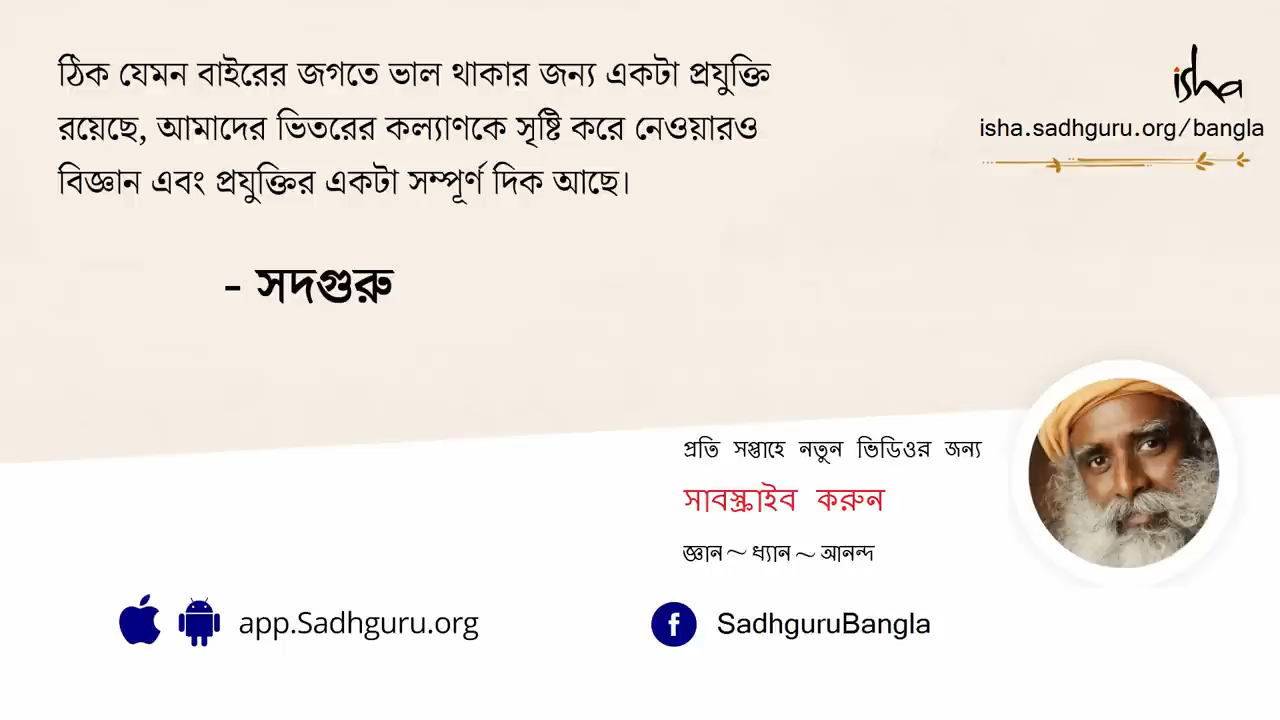 ঠিক যেমন বাইরের জগতে ভাল থাকার জন্য একটা প্রযুক্তি
রয়েছে, আমাদের ভিতরের কল্যাণকে সৃষ্টি করে নেওয়ারও
বিজ্ঞান এবং প্রযুক্তির একটা সম্পূর্ণ দিক আছে।
- সদগুরু
isha
isha.sadhguru.org/bangla
প্রতি সপ্তাহে নতুন ভিডিওর জন্য
সাবস্ক্রাইব করুন
জ্ঞান ~ ধ্যান ~ আনন্দ
app.Sadhguru.org
f SadhguruBangla